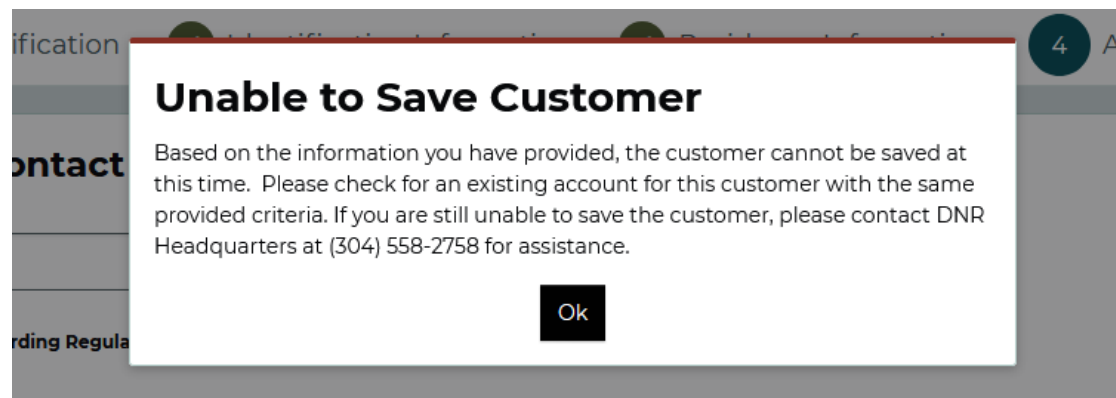 ification
4
A
Unable to Save Customer
Based on the information you have provided, the customer cannot be saved at
this time.  Please check for an existing account for this customer with the same
provided criteria. If you are still unable to save the customer, please contact DNR
Headquarters at (304) 558-2758 for assistance.
ontact
Ok
rding Regula